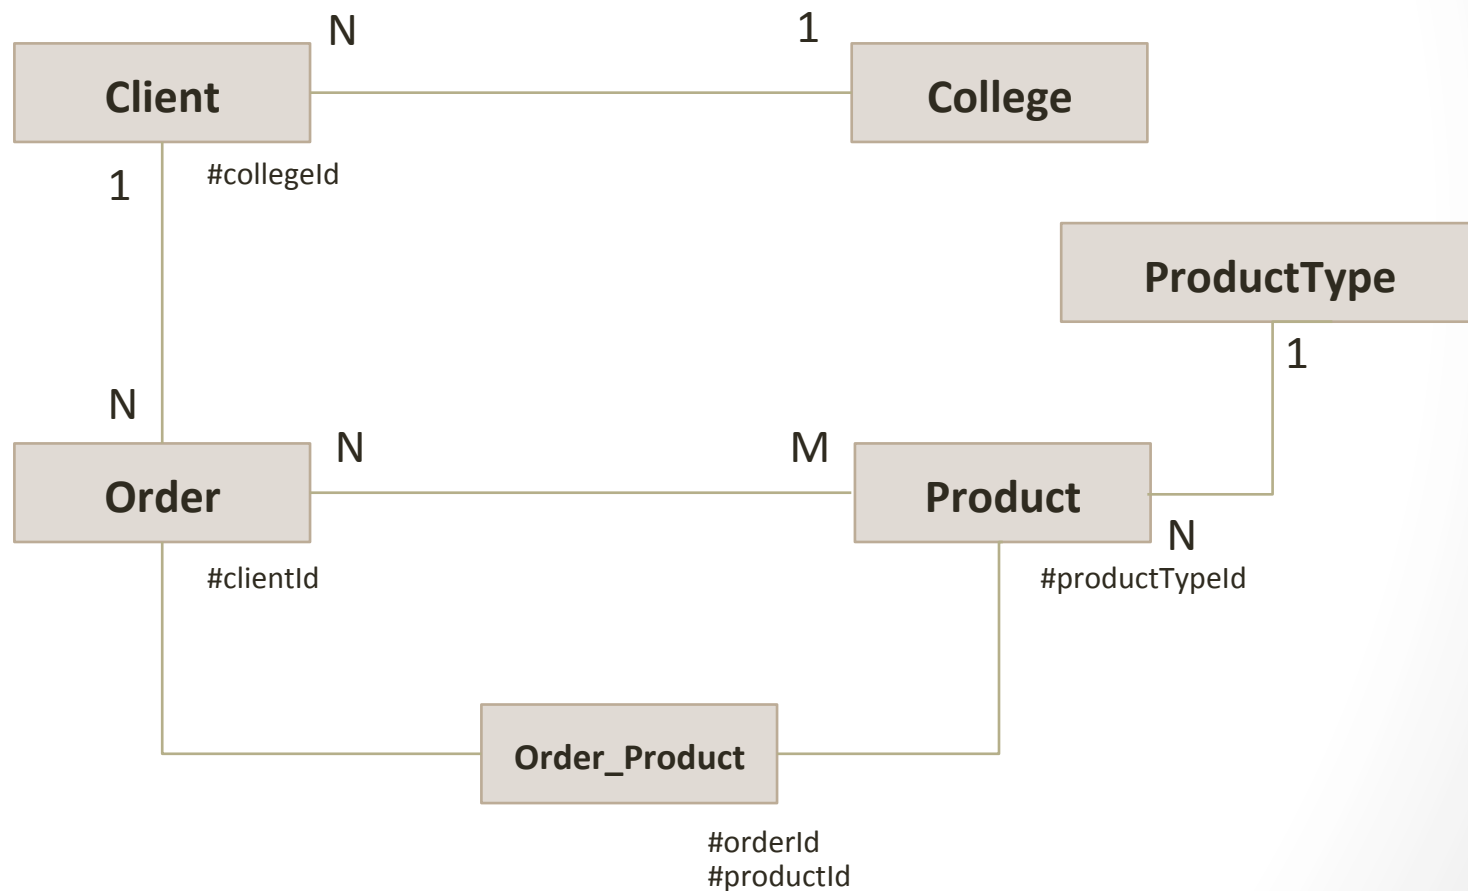 N
1
Client
College
1
#collegeId
ProductType
1
N
N
M
Order
Product
N
#clientId
#productTypeId
Order_Product
#orderId
#productId